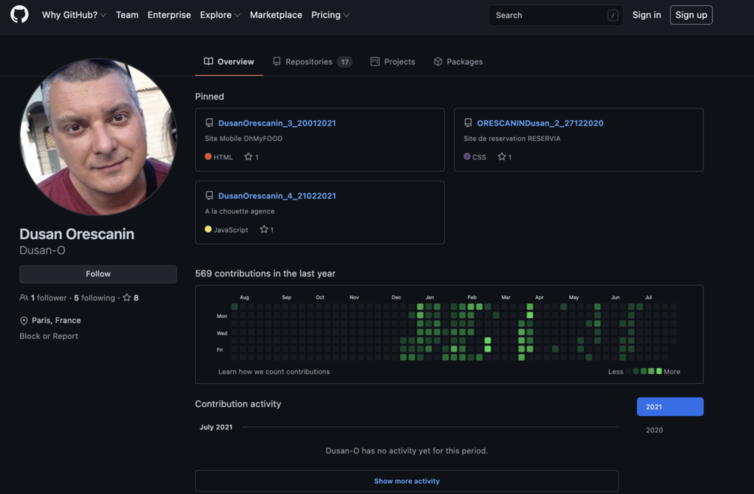 Why GitHub? Team Enterprise Explore Marketplace Pricing Search / Sign in Sign up
Overview Repositories 17 Projects Packages
Pinned
DusanOrescanin_3_20012021
Site Mobile OhMyFOOD
HTML 1
ORESCANINDusan_2_27122020
Site de reservation RESERVIA
CSS 1
DusanOrescanin_4_21022021
A la chouette agence
JavaScript 1
Dusan Orescanin
Dusan-O
Follow
1 follower · 5 following · 8
Paris, France
Block or Report
569 contributions in the last year
Aug Sep Oct Nov Dec Jan Feb Mar Apr May Jun Jul
Mon
Wed
Fri
Learn how we count contributions Less More
Contribution activity
2021
2020
July 2021
Dusan-O has no activity yet for this period.
Show more activity